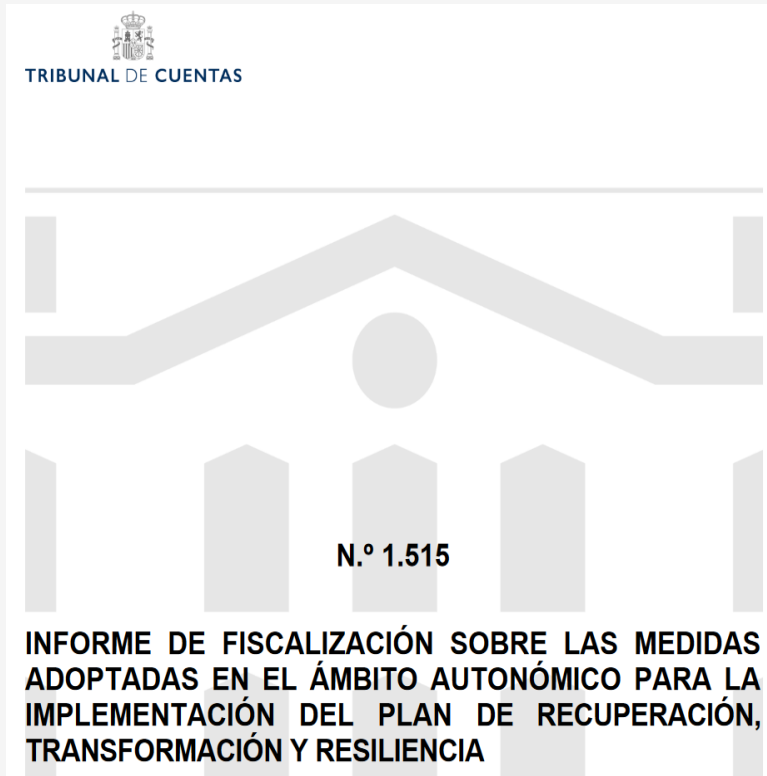 TRIBUNAL DE CUENTAS
N.º 1.515
INFORME DE FISCALIZACIÓN SOBRE LAS MEDIDAS
ADOPTADAS EN EL ÁMBITO AUTONÓMICO PARA LA
IMPLEMENTACIÓN DEL PLAN DE RECUPERACIÓN,
TRANSFORMACIÓN Y RESILIENCIA